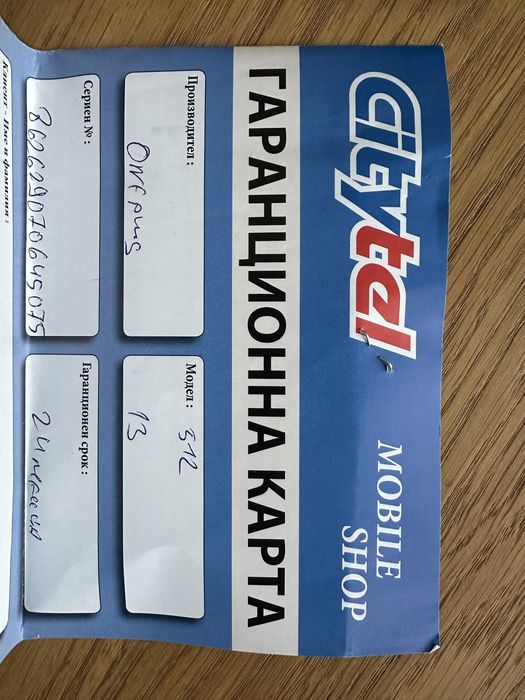 Citytel MOBILE
SHOP
ГАРАНЦИОННА КАРТА
Производител : Модел : 512
Oneplus 13
Сериен № : Гаранционен срок :
862629070645075 24 месеца
Клиент - Име и фамилия :